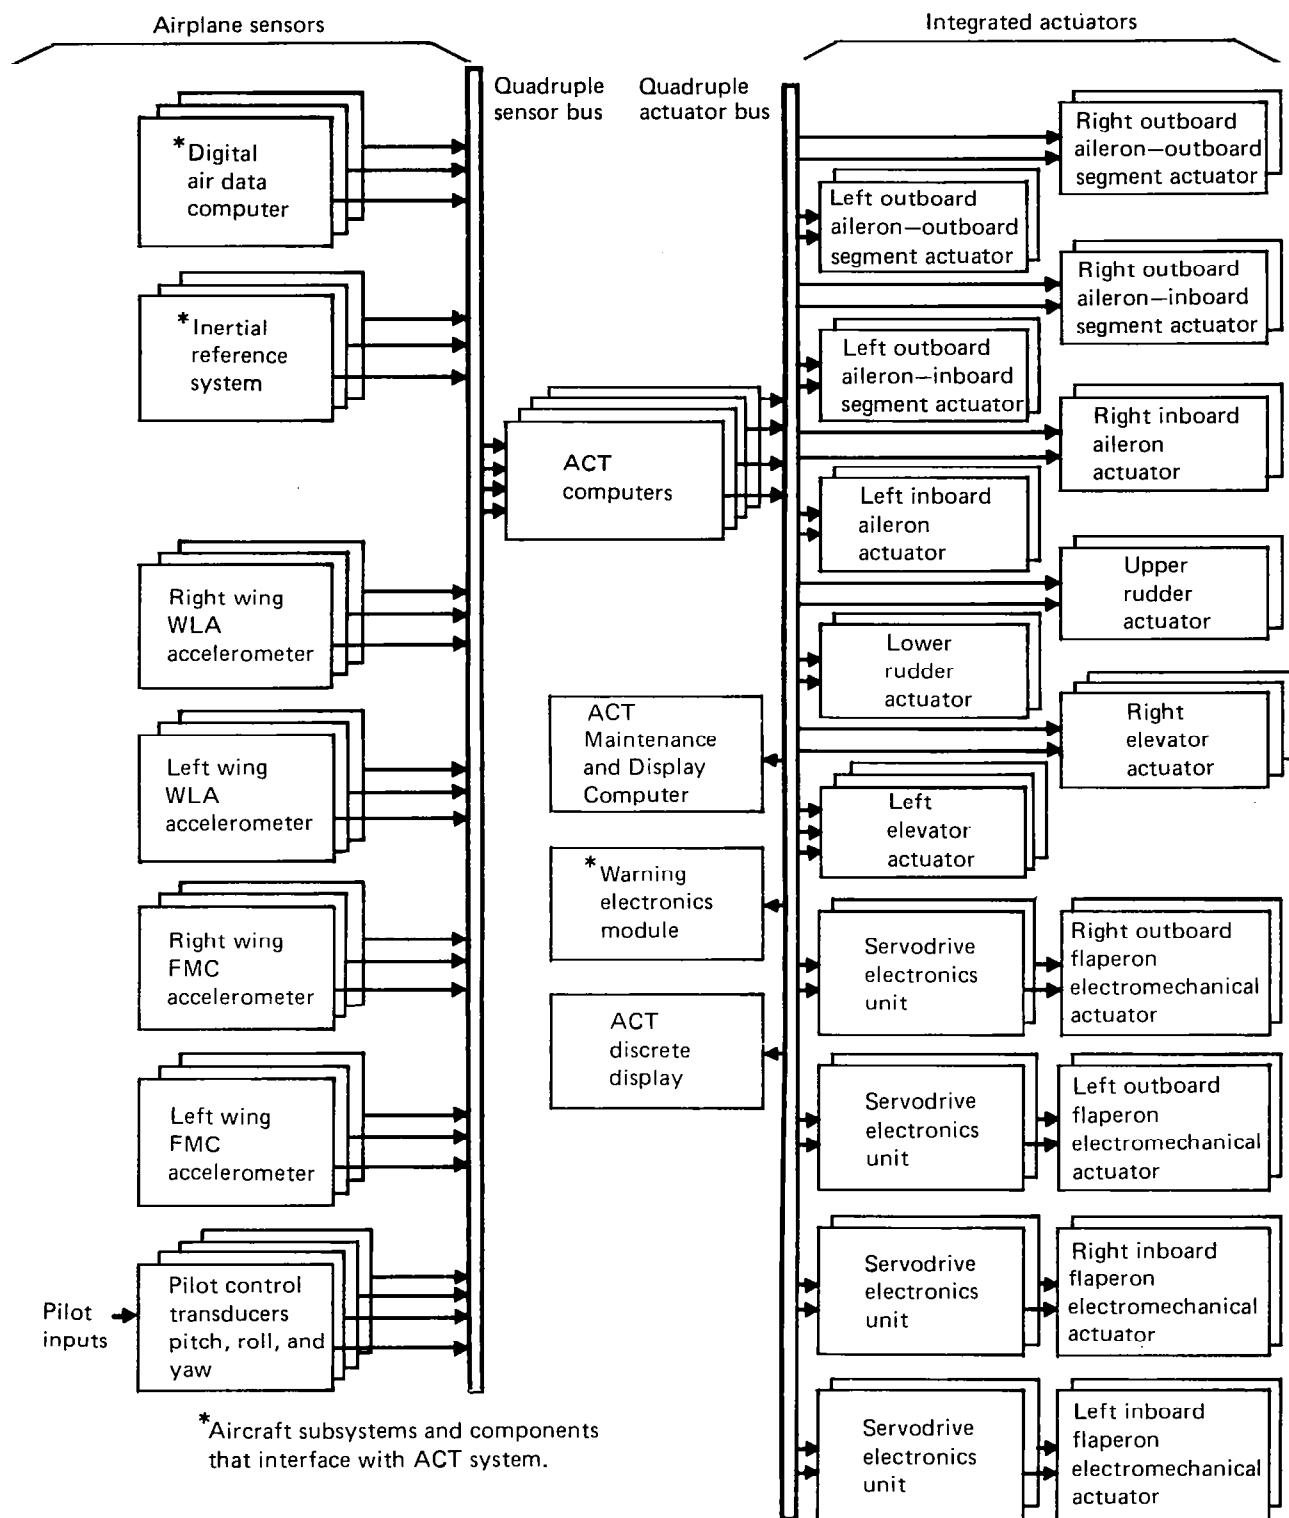 Airplane sensors
Integrated actuators
Quadruple
sensor bus
Quadruple
actuator bus
*Digital
air data
computer
*Inertial
reference
system
Right wing
WLA
accelerometer
Left wing
WLA
accelerometer
Right wing
FMC
accelerometer
Left wing
FMC
accelerometer
Pilot
inputs
Pilot control
transducers
pitch, roll, and
yaw
*Aircraft subsystems and components
that interface with ACT system.
ACT
computers
ACT
Maintenance
and Display
Computer
*Warning
electronics
module
ACT
discrete
display
Right outboard
aileron—outboard
segment actuator
Left outboard
aileron—outboard
segment actuator
Right outboard
aileron—inboard
segment actuator
Left outboard
aileron—inboard
segment actuator
Right inboard
aileron
actuator
Left inboard
aileron
actuator
Upper
rudder
actuator
Lower
rudder
actuator
Right
elevator
actuator
Left
elevator
actuator
Servodrive
electronics
unit
Right outboard
flaperon
electromechanical
actuator
Servodrive
electronics
unit
Left outboard
flaperon
electromechanical
actuator
Servodrive
electronics
unit
Right inboard
flaperon
electromechanical
actuator
Servodrive
electronics
unit
Left inboard
flaperon
electromechanical
actuator